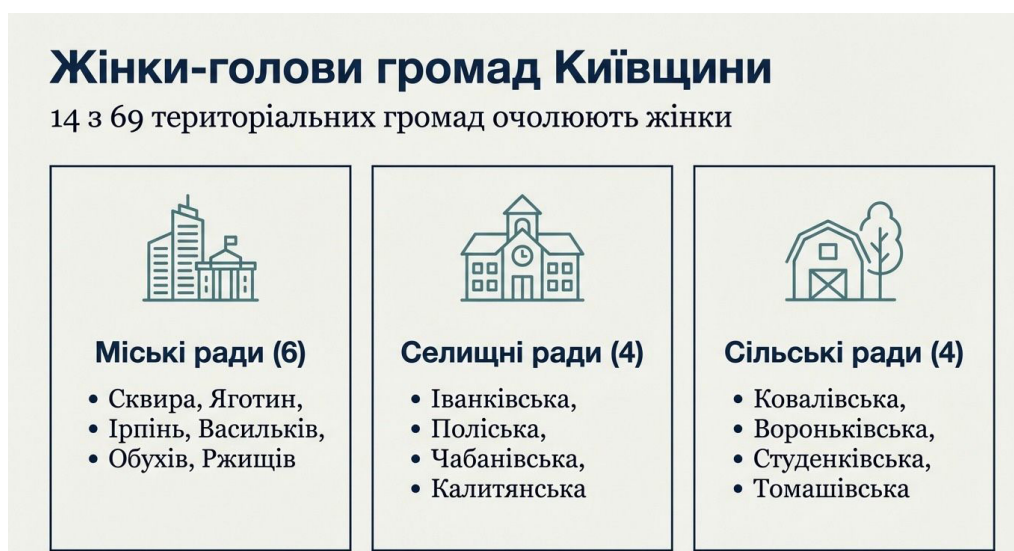 Жінки-голови громад Київщини
14 з 69 територіальних громад очолюють жінки
Міські ради (6)
• Сквира, Яготин,
• Ірпінь, Васильків,
• Обухів, Ржищів
Селищні ради (4)
• Іванківська,
• Поліська,
• Чабанівська,
• Калитянська
Сільські ради (4)
• Ковалівська,
• Вороньківська,
• Студенківська,
• Томашівська